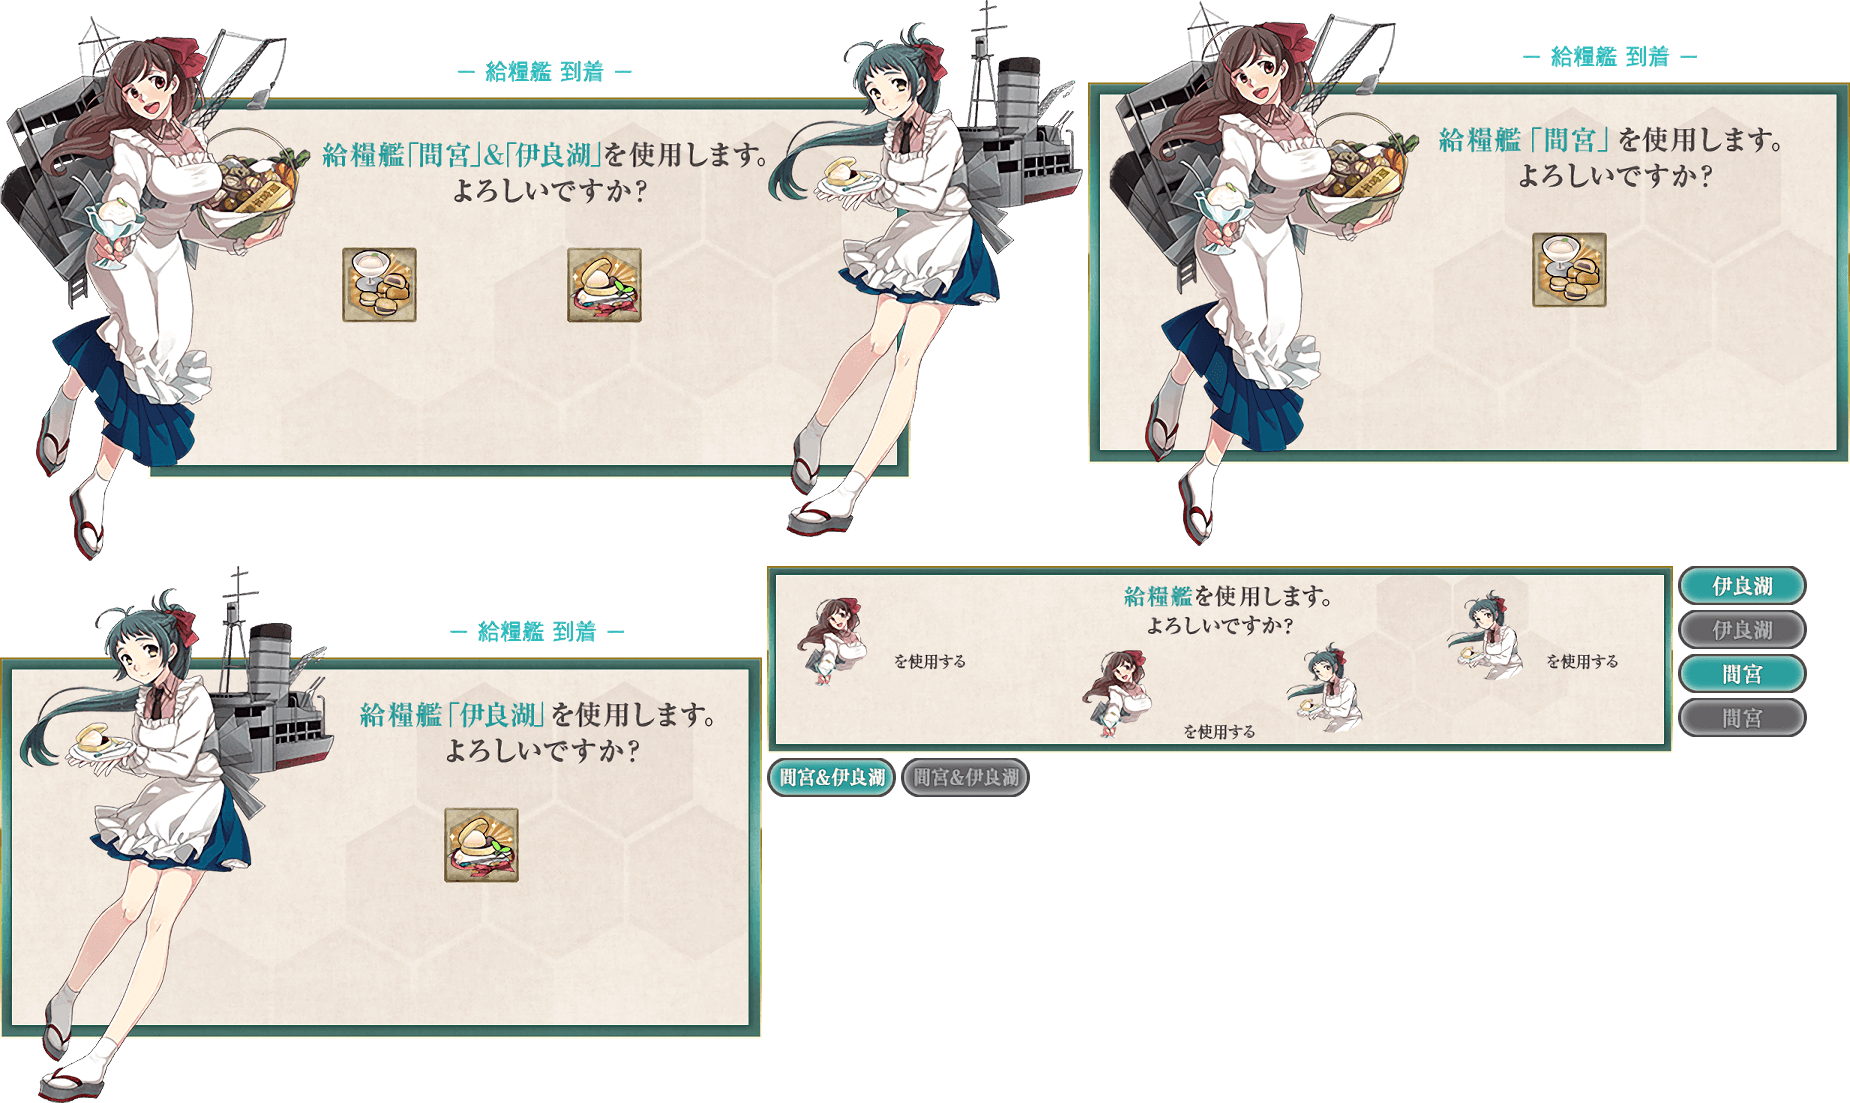 ― 給糧艦 到着 ―
給糧艦「間宮」&「伊良湖」を使用します。
よろしいですか?
― 給糧艦 到着 ―
給糧艦「間宮」を使用します。
よろしいですか?
― 給糧艦 到着 ―
給糧艦「伊良湖」を使用します。
よろしいですか?
給糧艦を使用します。
よろしいですか?
を使用する
を使用する
を使用する
伊良湖
伊良湖
間宮
間宮
間宮&伊良湖
間宮&伊良湖